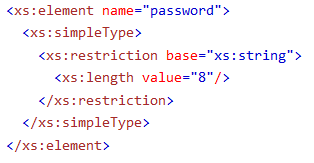 <xs:element name="password">
  <xs:simpleType>
    <xs:restriction base="xs:string">
      <xs:length value="8"/>
    </xs:restriction>
  </xs:simpleType>
</xs:element>